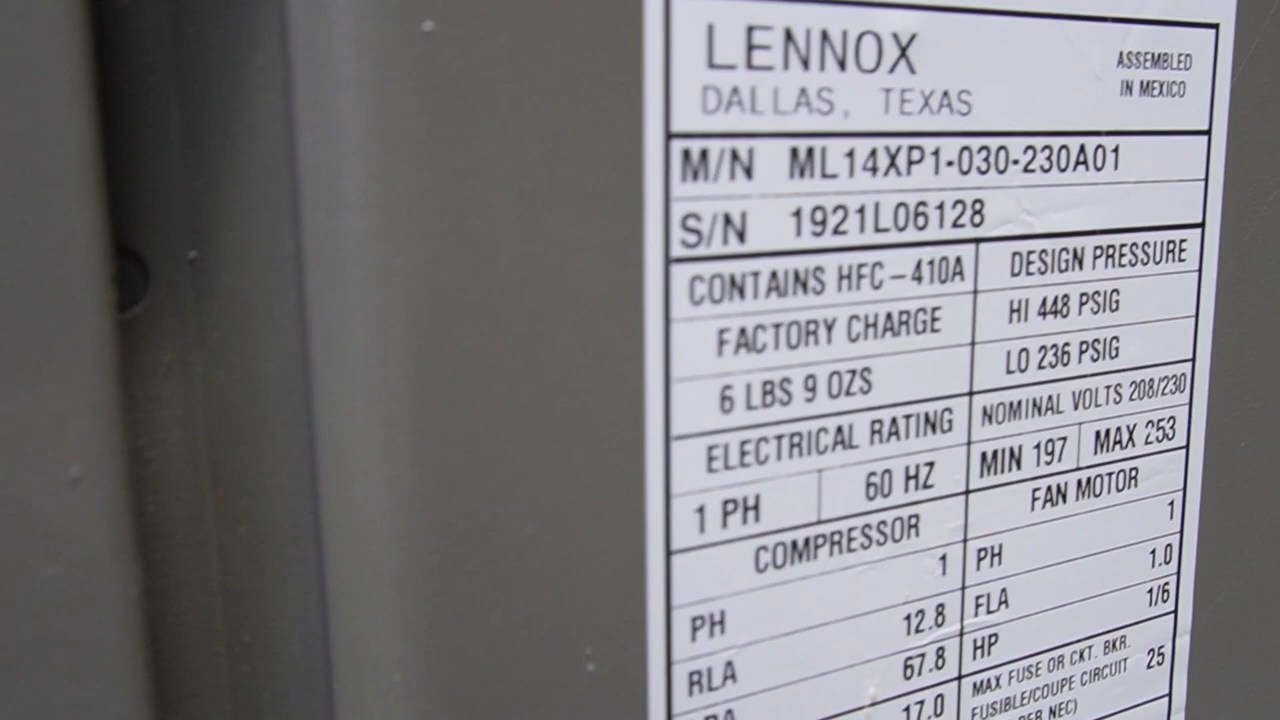 LENNOX
DALLAS, TEXAS
ASSEMBLED
IN MEXICO
M/N ML14XP1-030-230A01
S/N 1921L06128
CONTAINS HFC-410A
FACTORY CHARGE
6 LBS 9 OZS
DESIGN PRESSURE
HI 448 PSIG
LO 236 PSIG
ELECTRICAL RATING
1 PH 60 HZ
NOMINAL VOLTS 208/230
MIN 197 MAX 253
COMPRESSOR
PH 1
RLA 12.8
67.8
17.0
FAN MOTOR
PH 1
FLA 1.0
HP 1/6
MAX FUSE OR CKT. BKR. 25
FUSIBLE/COUPE CIRCUIT
NEC)